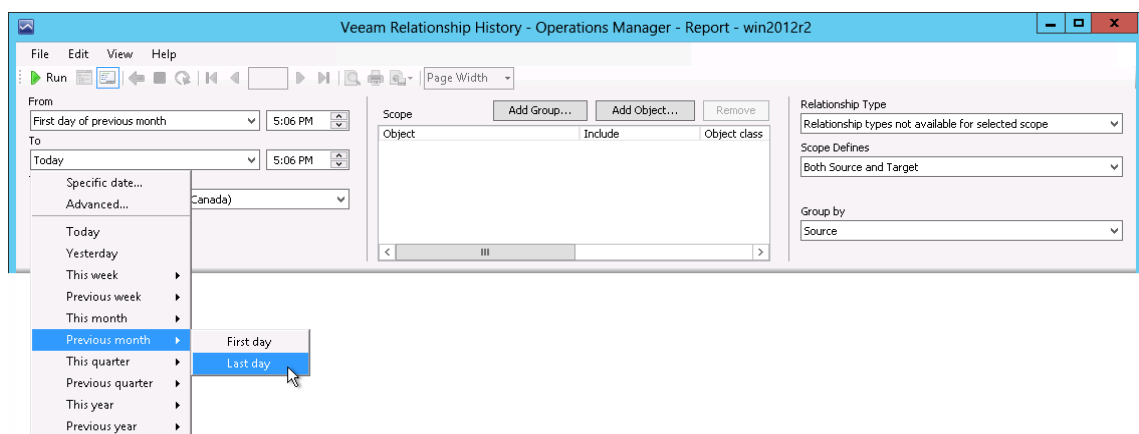 Veeam Relationship History - Operations Manager - Report - win2012r2
File Edit View Help
Run Page Width
From
First day of previous month 5:06 PM
To
Today 5:06 PM
Canada)
Specific date...
Advanced...
Today
Yesterday
This week
Previous week
This month
Previous month
This quarter
Previous quarter
This year
Previous year
First day
Last day
Scope Add Group... Add Object... Remove
Object Include Object class
Relationship Type
Relationship types not available for selected scope
Scope Defines
Both Source and Target
Group by
Source